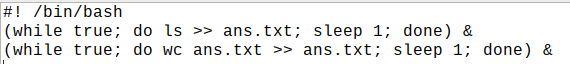 #! /bin/bash
(while true; do ls >> ans.txt; sleep 1; done) &
(while true; do wc ans.txt >> ans.txt; sleep 1; done) &